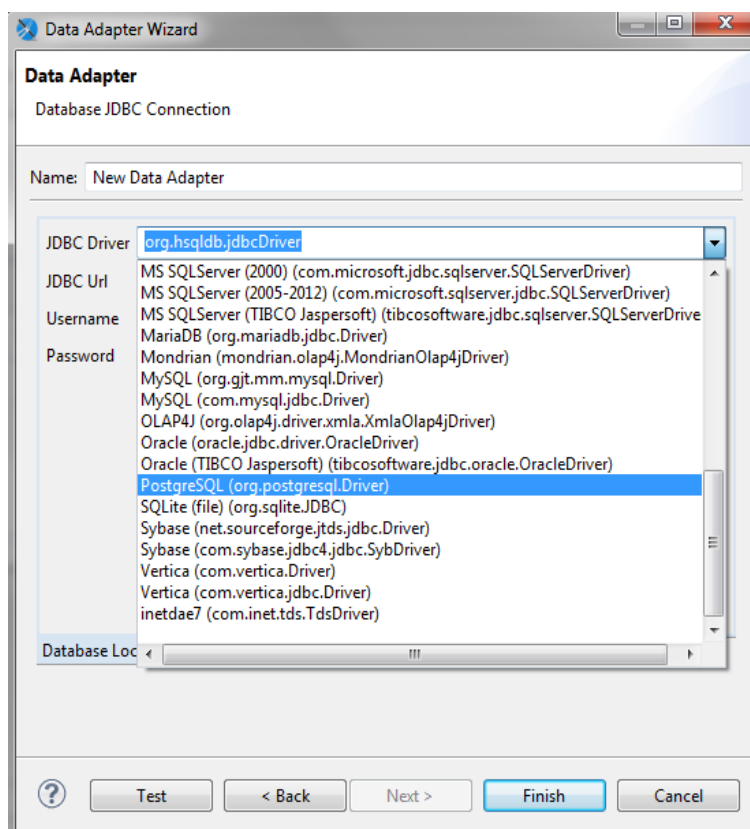 Data Adapter Wizard
Data Adapter
Database JDBC Connection
Name: New Data Adapter
JDBC Driver org.hsqldb.jdbcDriver
JDBC Url
Username
Password
MS SQLServer (2000) (com.microsoft.jdbc.sqlserver.SQLServerDriver)
MS SQLServer (2005-2012) (com.microsoft.sqlserver.jdbc.SQLServerDriver)
MS SQLServer (TIBCO Jaspersoft) (tibcosoftware.jdbc.sqlserver.SQLServerDrive
MariaDB (org.mariadb.jdbc.Driver)
Mondrian (mondrian.olap4j.MondrianOlap4jDriver)
MySQL (org.gjt.mm.mysql.Driver)
MySQL (com.mysql.jdbc.Driver)
OLAP4J (org.olap4j.driver.xmla.XmlaOlap4jDriver)
Oracle (oracle.jdbc.driver.OracleDriver)
Oracle (TIBCO Jaspersoft) (tibcosoftware.jdbc.oracle.OracleDriver)
PostgreSQL (org.postgresql.Driver)
SQLite (file) (org.sqlite.JDBC)
Sybase (net.sourceforge.jtds.jdbc.Driver)
Sybase (com.sybase.jdbc4.jdbc.SybDriver)
Vertica (com.vertica.Driver)
Vertica (com.vertica.jdbc.Driver)
inetdae7 (com.inet.tds.TdsDriver)
Database Loc
? Test < Back Next > Finish Cancel